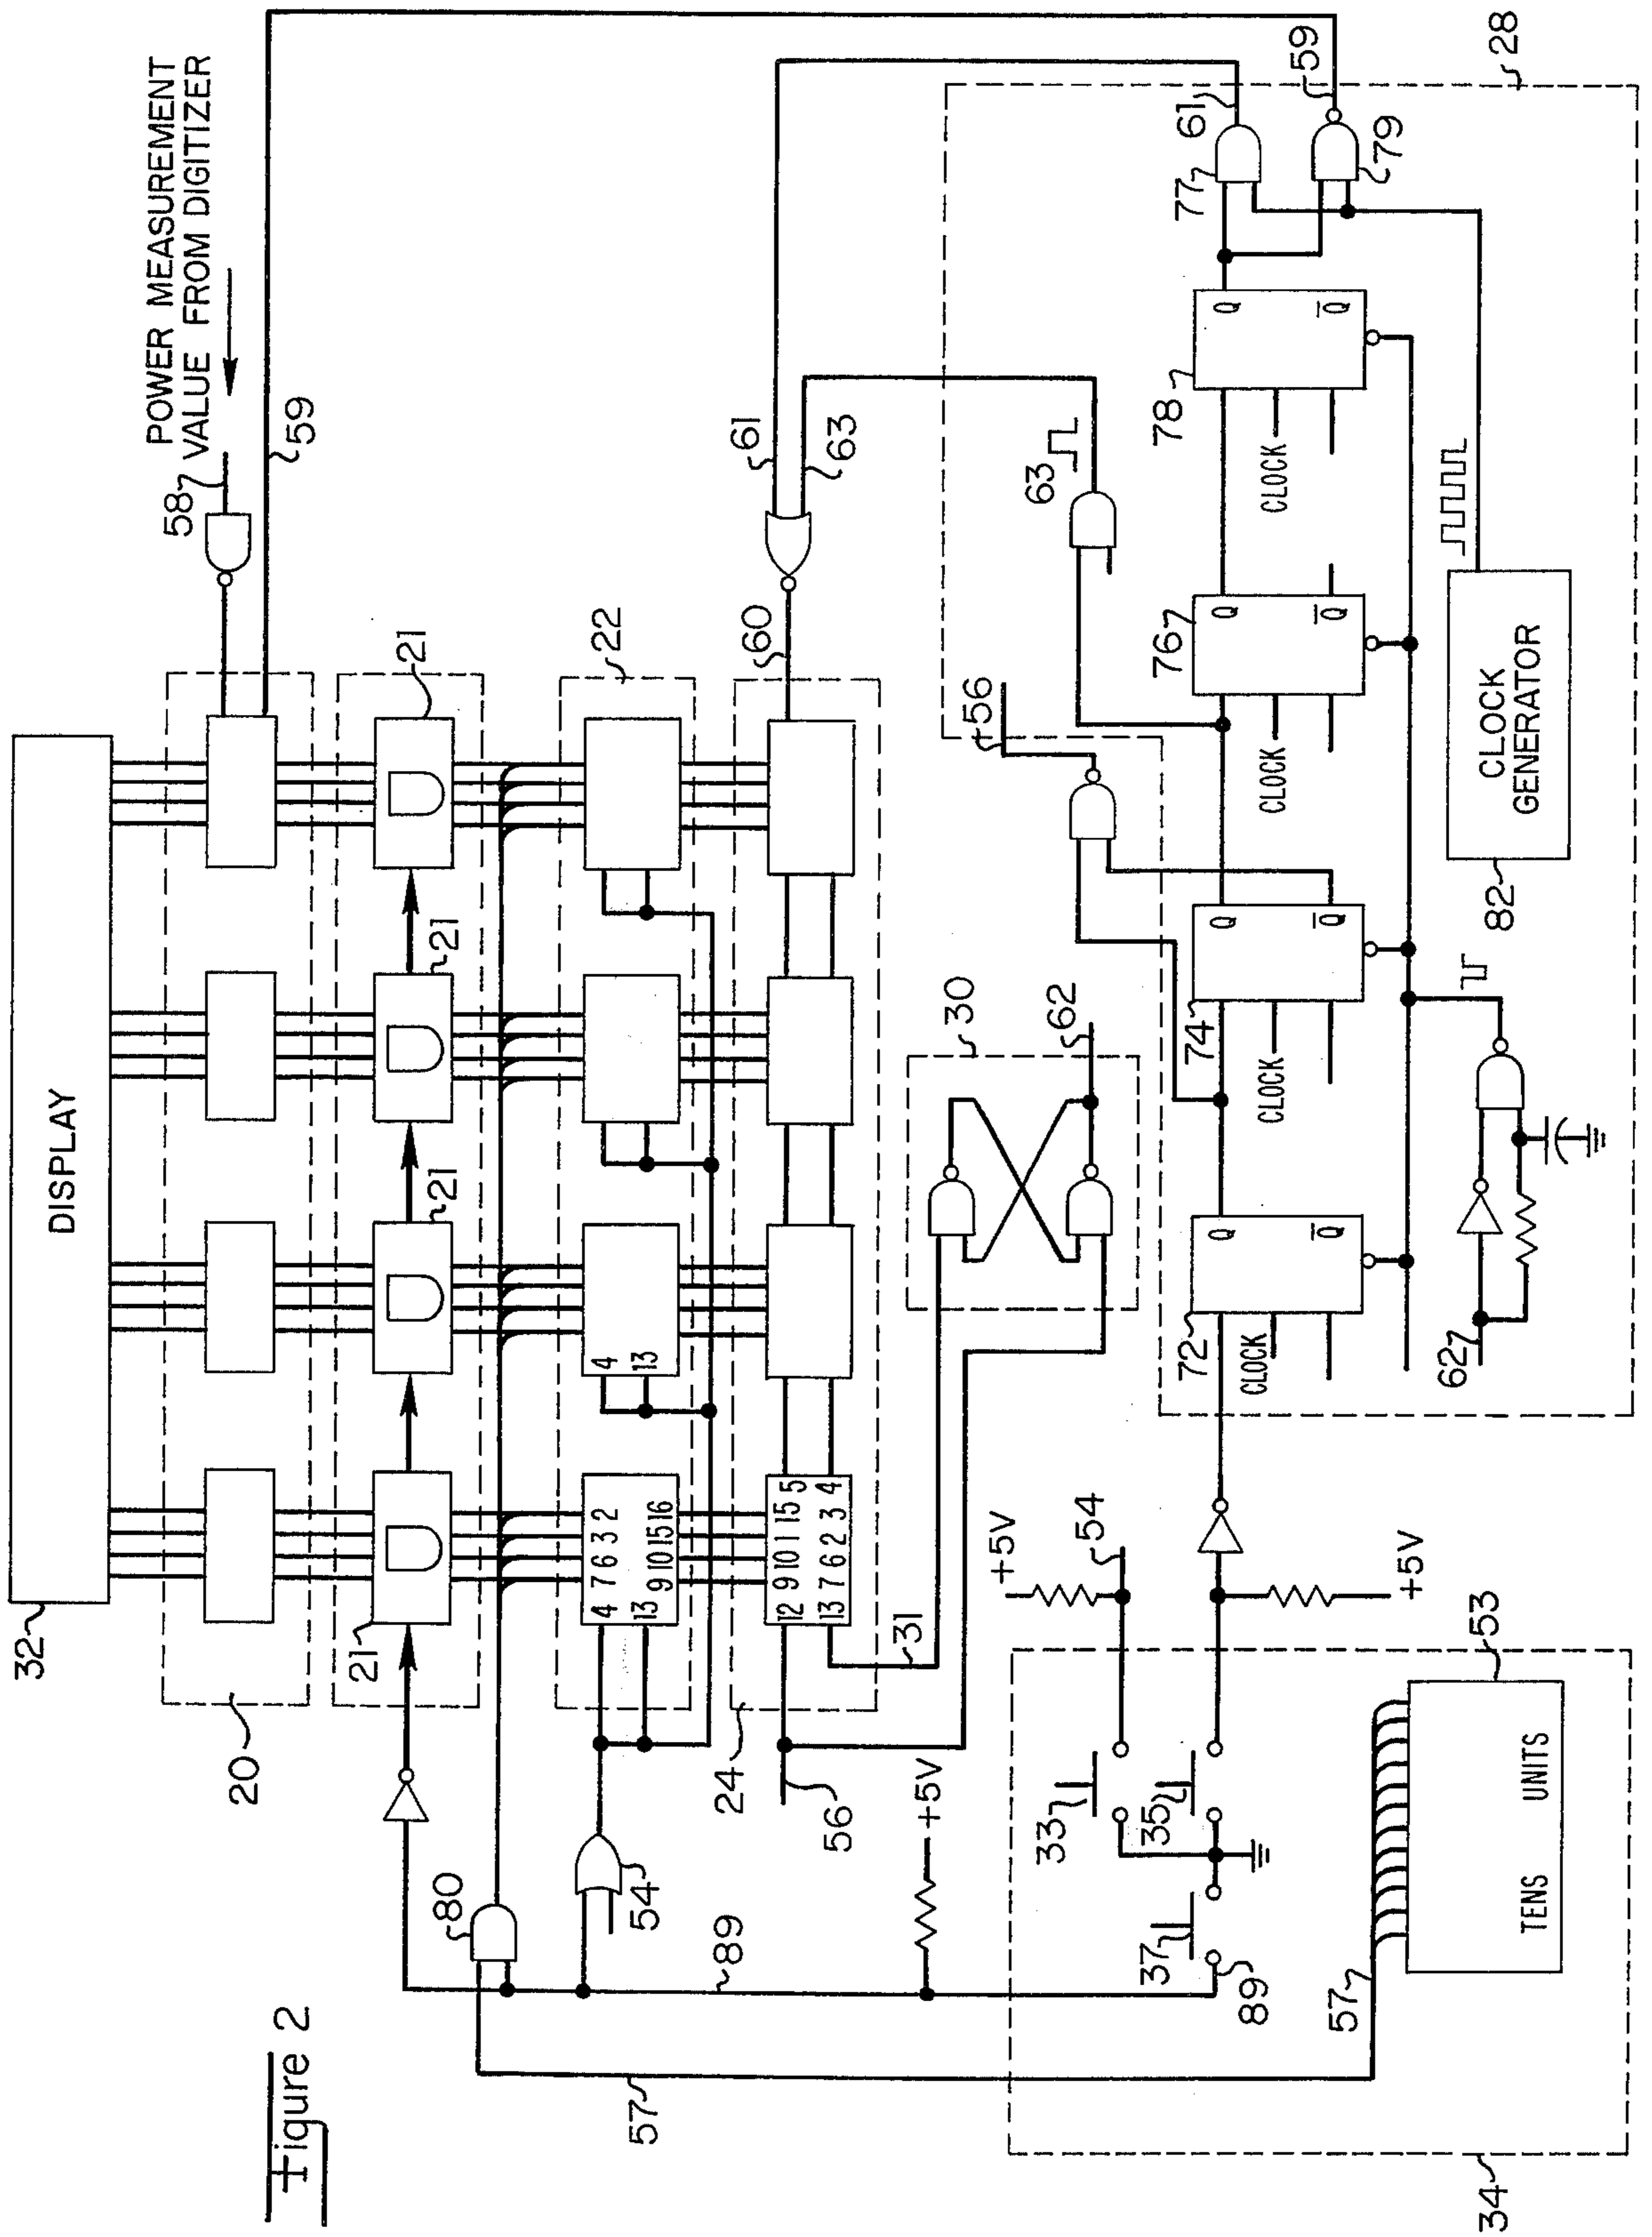 Figure 2
32
DISPLAY
POWER MEASUREMENT
VALUE FROM DIGITIZER
58
59
20
21
21
21
21
22
80
54
4
13
7 6 3 2
9 10 15 16
4
13
24
12 9 10 1 15 5
13 7 6 2 3 4
60
61
63
56
31
30
62
57
89
+5V
+5V
54
+5V
33
35
37
89
57
53
TENS UNITS
34
28
72
CLOCK
Q
Q̅
74
CLOCK
Q
Q̅
76
CLOCK
Q
Q̅
78
CLOCK
Q
Q̅
56
63
77
61
79
59
62
82
CLOCK
GENERATOR